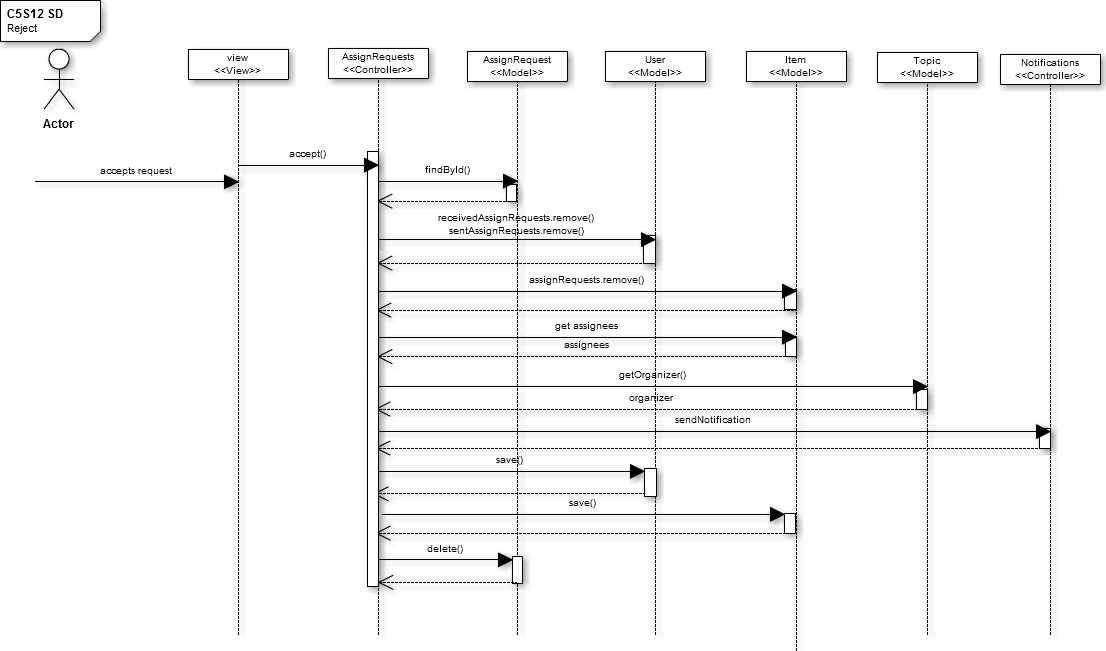 C5S12 SD
Reject
Actor
view
<<View>>
AssignRequests
<<Controller>>
AssignRequest
<<Model>>
User
<<Model>>
Item
<<Model>>
Topic
<<Model>>
Notifications
<<Controller>>
accept()
accepts request
findById()
receivedAssignRequests.remove()
sentAssignRequests.remove()
assignRequests.remove()
get assignees
assignees
getOrganizer()
organizer
sendNotification
save()
save()
delete()